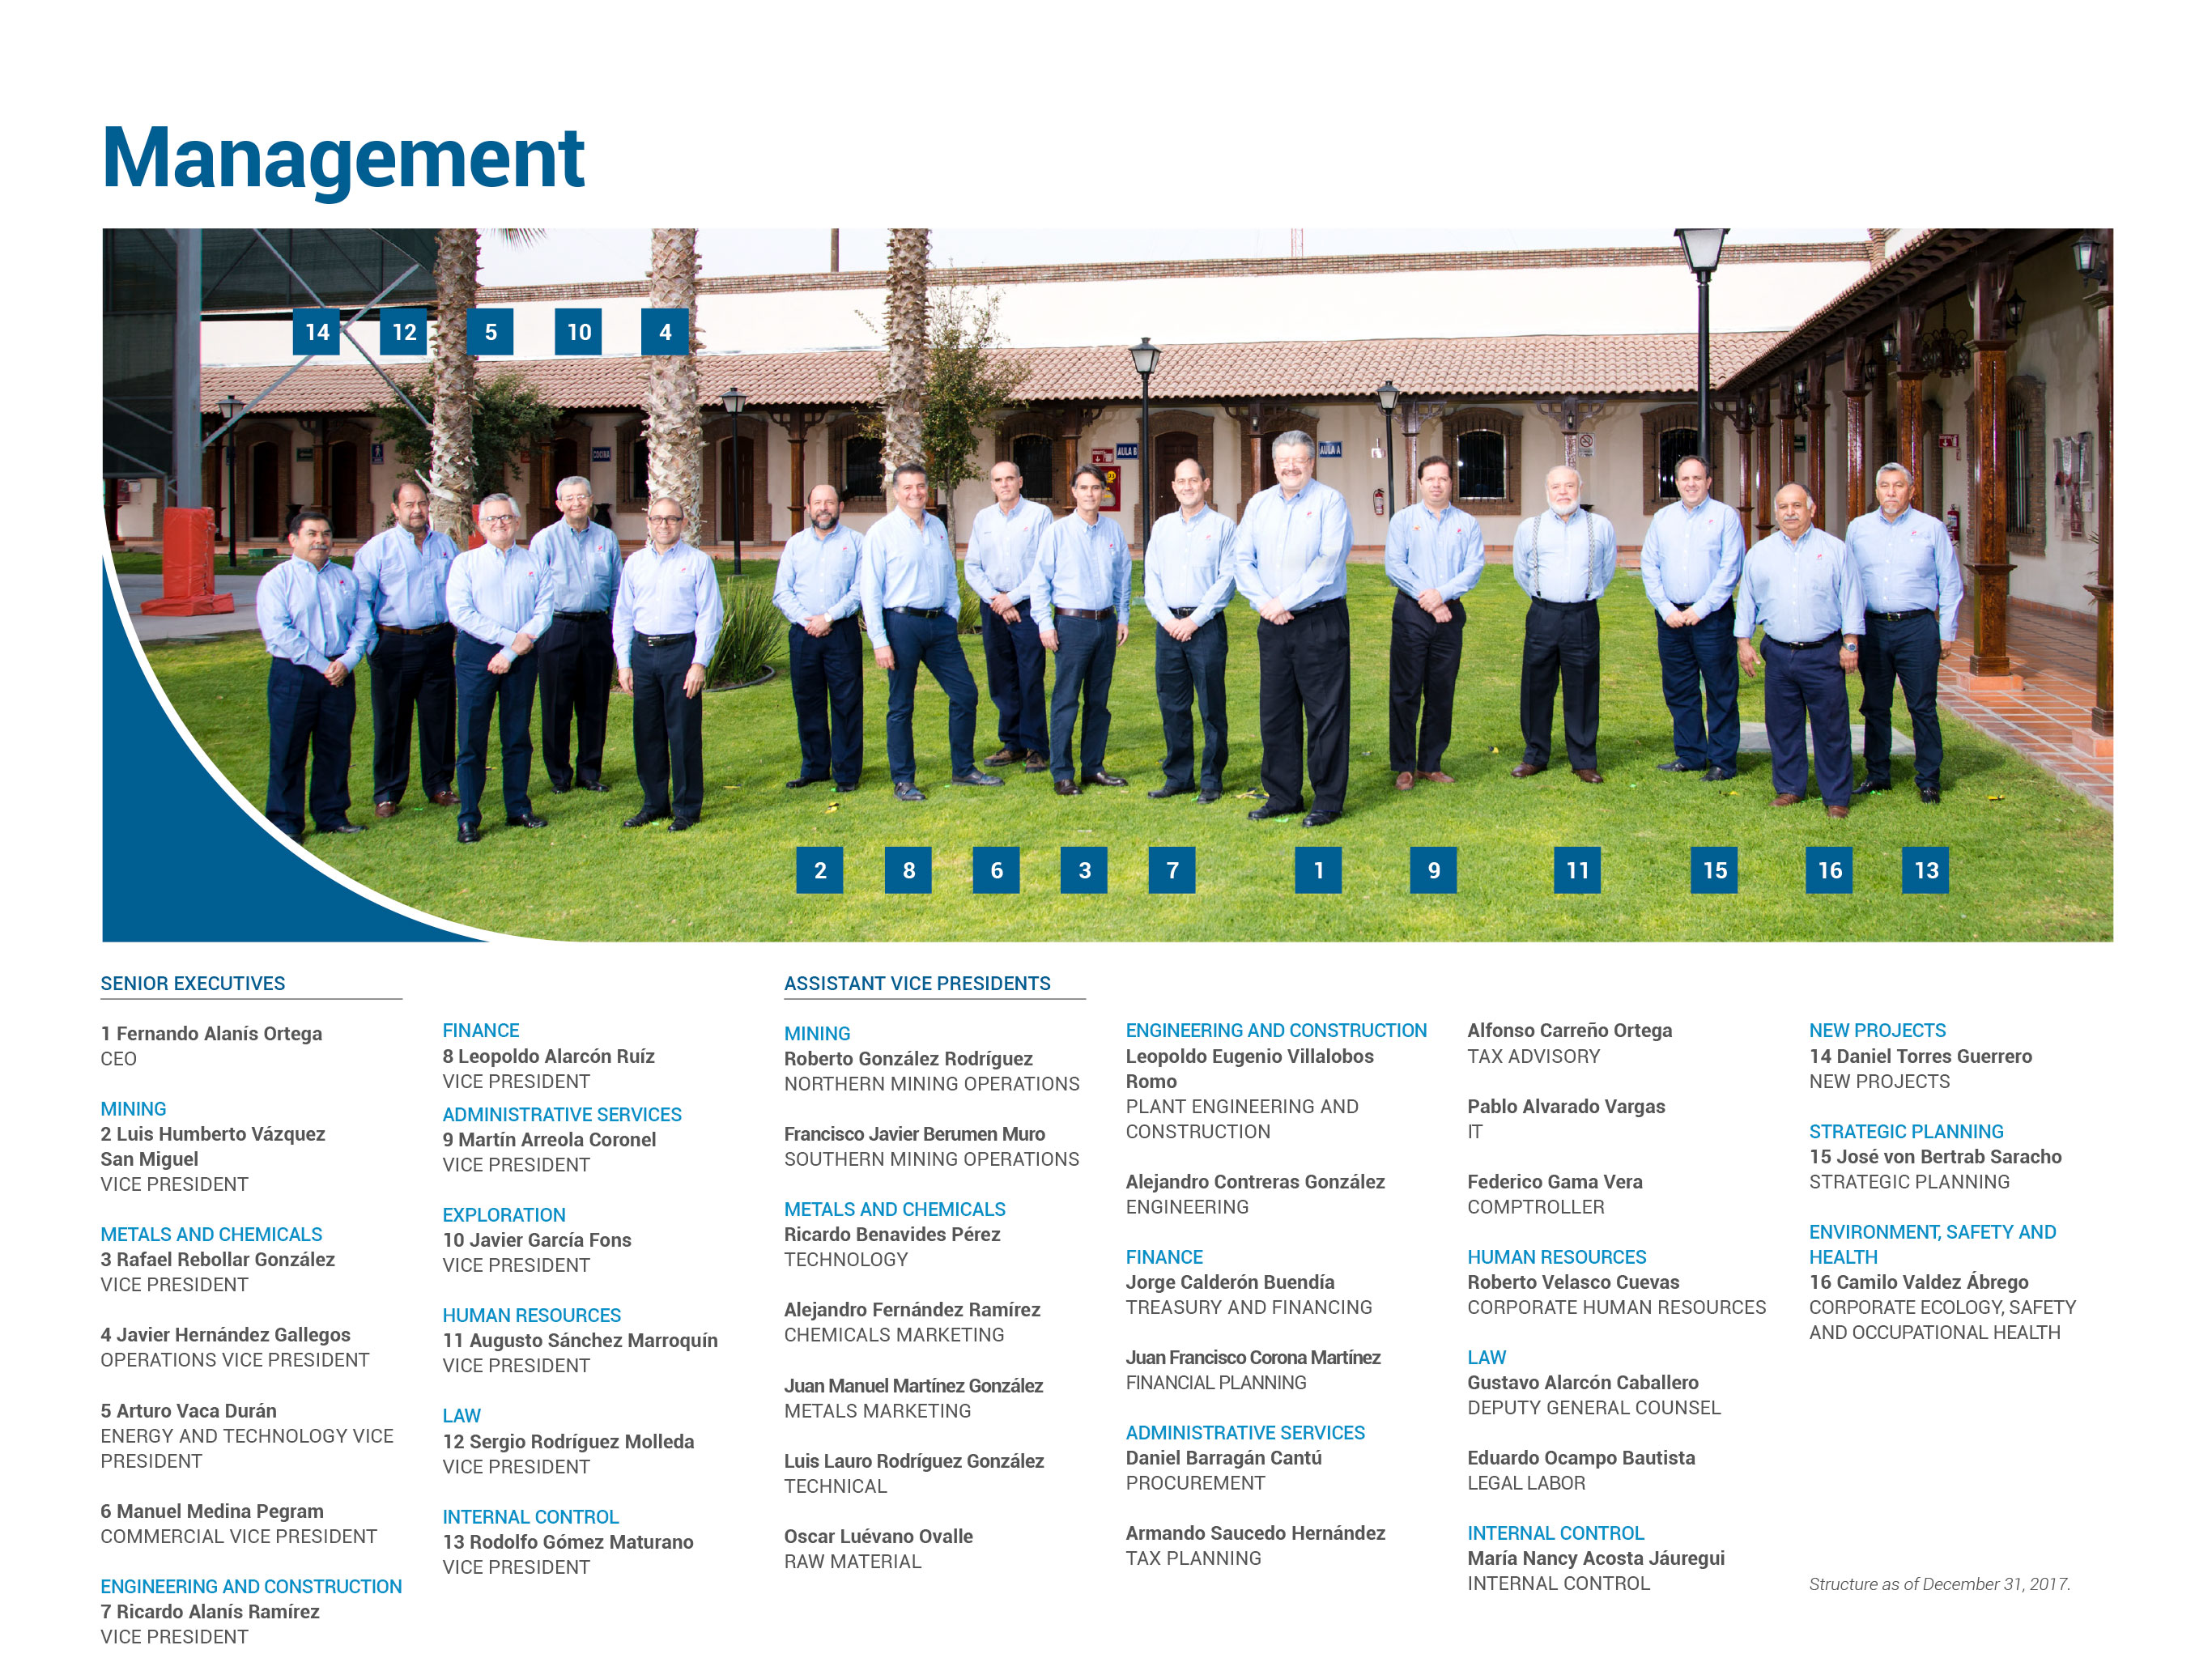 Management
14 12 5 10 4
COCINA
AULA B
AULA A
2 8 6 3 7 1 9 11 15 16 13
SENIOR EXECUTIVES
1 Fernando Alanís Ortega
CEO
MINING
2 Luis Humberto Vázquez
San Miguel
VICE PRESIDENT
METALS AND CHEMICALS
3 Rafael Rebollar González
VICE PRESIDENT
4 Javier Hernández Gallegos
OPERATIONS VICE PRESIDENT
5 Arturo Vaca Durán
ENERGY AND TECHNOLOGY VICE
PRESIDENT
6 Manuel Medina Pegram
COMMERCIAL VICE PRESIDENT
ENGINEERING AND CONSTRUCTION
7 Ricardo Alanís Ramírez
VICE PRESIDENT
FINANCE
8 Leopoldo Alarcón Ruíz
VICE PRESIDENT
ADMINISTRATIVE SERVICES
9 Martín Arreola Coronel
VICE PRESIDENT
EXPLORATION
10 Javier García Fons
VICE PRESIDENT
HUMAN RESOURCES
11 Augusto Sánchez Marroquín
VICE PRESIDENT
LAW
12 Sergio Rodríguez Molleda
VICE PRESIDENT
INTERNAL CONTROL
13 Rodolfo Gómez Maturano
VICE PRESIDENT
ASSISTANT VICE PRESIDENTS
MINING
Roberto González Rodríguez
NORTHERN MINING OPERATIONS
Francisco Javier Berumen Muro
SOUTHERN MINING OPERATIONS
METALS AND CHEMICALS
Ricardo Benavides Pérez
TECHNOLOGY
Alejandro Fernández Ramírez
CHEMICALS MARKETING
Juan Manuel Martínez González
METALS MARKETING
Luis Lauro Rodríguez González
TECHNICAL
Oscar Luévano Ovalle
RAW MATERIAL
ENGINEERING AND CONSTRUCTION
Leopoldo Eugenio Villalobos
Romo
PLANT ENGINEERING AND
CONSTRUCTION
Alejandro Contreras González
ENGINEERING
FINANCE
Jorge Calderón Buendía
TREASURY AND FINANCING
Juan Francisco Corona Martínez
FINANCIAL PLANNING
ADMINISTRATIVE SERVICES
Daniel Barragán Cantú
PROCUREMENT
Armando Saucedo Hernández
TAX PLANNING
Alfonso Carreño Ortega
TAX ADVISORY
Pablo Alvarado Vargas
IT
Federico Gama Vera
COMPTROLLER
HUMAN RESOURCES
Roberto Velasco Cuevas
CORPORATE HUMAN RESOURCES
LAW
Gustavo Alarcón Caballero
DEPUTY GENERAL COUNSEL
Eduardo Ocampo Bautista
LEGAL LABOR
INTERNAL CONTROL
María Nancy Acosta Jáuregui
INTERNAL CONTROL
NEW PROJECTS
14 Daniel Torres Guerrero
NEW PROJECTS
STRATEGIC PLANNING
15 José von Bertrab Saracho
STRATEGIC PLANNING
ENVIRONMENT, SAFETY AND
HEALTH
16 Camilo Valdez Ábrego
CORPORATE ECOLOGY, SAFETY
AND OCCUPATIONAL HEALTH
Structure as of December 31, 2017.